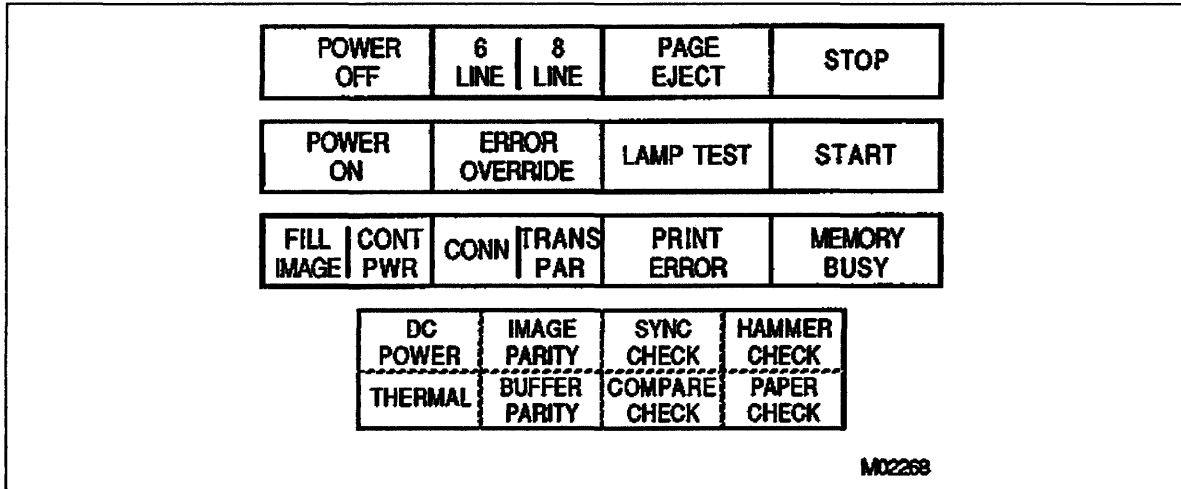 POWER OFF
6 LINE
8 LINE
PAGE EJECT
STOP
POWER ON
ERROR OVERRIDE
LAMP TEST
START
FILL IMAGE
CONT PWR
CONN
TRANS PAR
PRINT ERROR
MEMORY BUSY
DC POWER
IMAGE PARITY
SYNC CHECK
HAMMER CHECK
THERMAL
BUFFER PARITY
COMPARE CHECK
PAPER CHECK
M02268